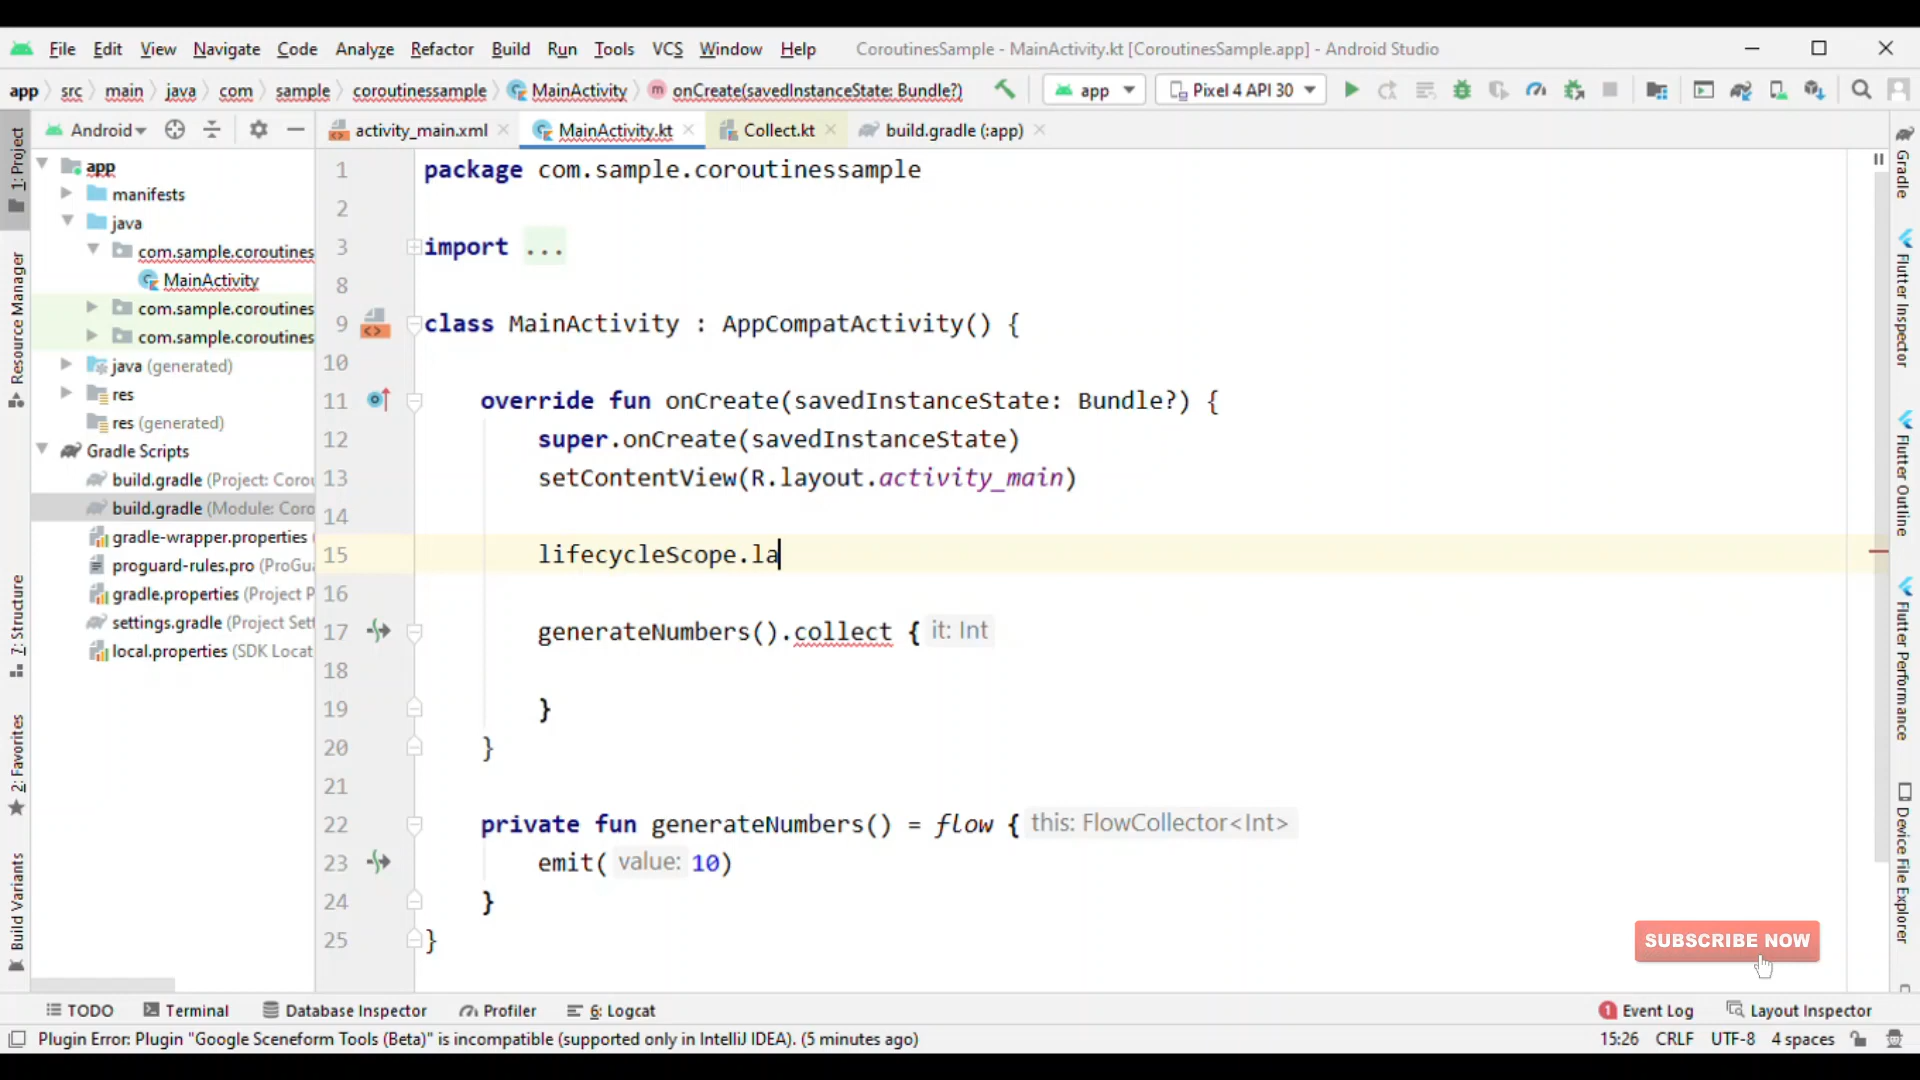 File Edit View Navigate Code Analyze Refactor Build Run Tools VCS Window Help CoroutinesSample - MainActivity.kt [CoroutinesSample.app] - Android Studio
app src main java com sample coroutinessample MainActivity onCreate(savedInstanceState: Bundle?) app Pixel 4 API 30
Android activity_main.xml MainActivity.kt Collect.kt build.gradle (:app)
1: Project
Resource Manager
7: Structure
2: Favorites
Build Variants
app
manifests
java
com.sample.coroutines
MainActivity
com.sample.coroutines
com.sample.coroutines
java (generated)
res
res (generated)
Gradle Scripts
build.gradle (Project: Corou
build.gradle (Module: Coro
gradle-wrapper.properties (
proguard-rules.pro (ProGu
gradle.properties (Project P
settings.gradle (Project Sett
local.properties (SDK Locat
1 package com.sample.coroutinessample
2
3 import ...
8
9 class MainActivity : AppCompatActivity() {
10
11 override fun onCreate(savedInstanceState: Bundle?) {
12 super.onCreate(savedInstanceState)
13 setContentView(R.layout.activity_main)
14
15 lifecycleScope.la
16
17 generateNumbers().collect { it: Int
18
19 }
20 }
21
22 private fun generateNumbers() = flow { this: FlowCollector<Int>
23 emit( value: 10)
24 }
25 }
Gradle
Flutter Inspector
Flutter Outline
Flutter Performance
Device File Explorer
SUBSCRIBE NOW
TODO Terminal Database Inspector Profiler 6: Logcat 1 Event Log Layout Inspector
Plugin Error: Plugin "Google Sceneform Tools (Beta)" is incompatible (supported only in IntelliJ IDEA). (5 minutes ago) 15:26 CRLF UTF-8 4 spaces